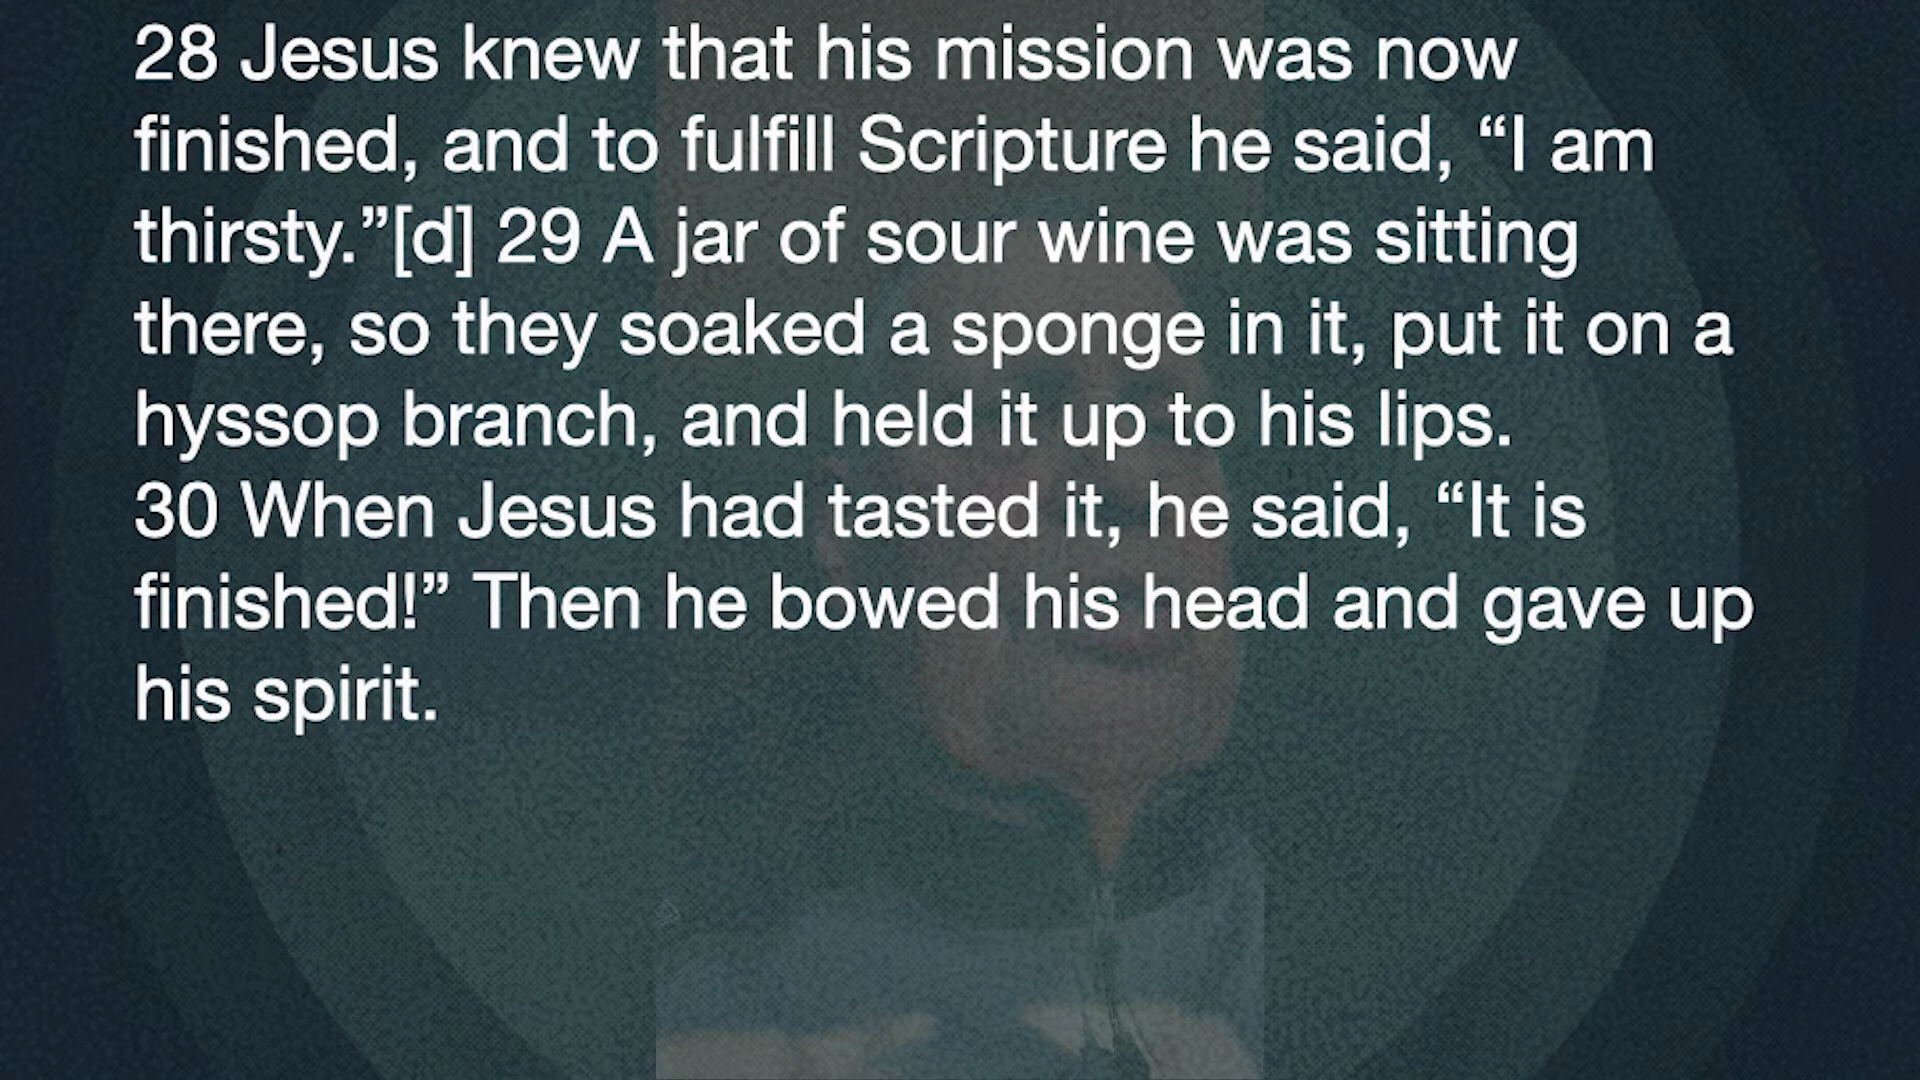 28 Jesus knew that his mission was now
finished, and to fulfill Scripture he said, “I am
thirsty.”[d] 29 A jar of sour wine was sitting
there, so they soaked a sponge in it, put it on a
hyssop branch, and held it up to his lips.
30 When Jesus had tasted it, he said, “It is
finished!” Then he bowed his head and gave up
his spirit.